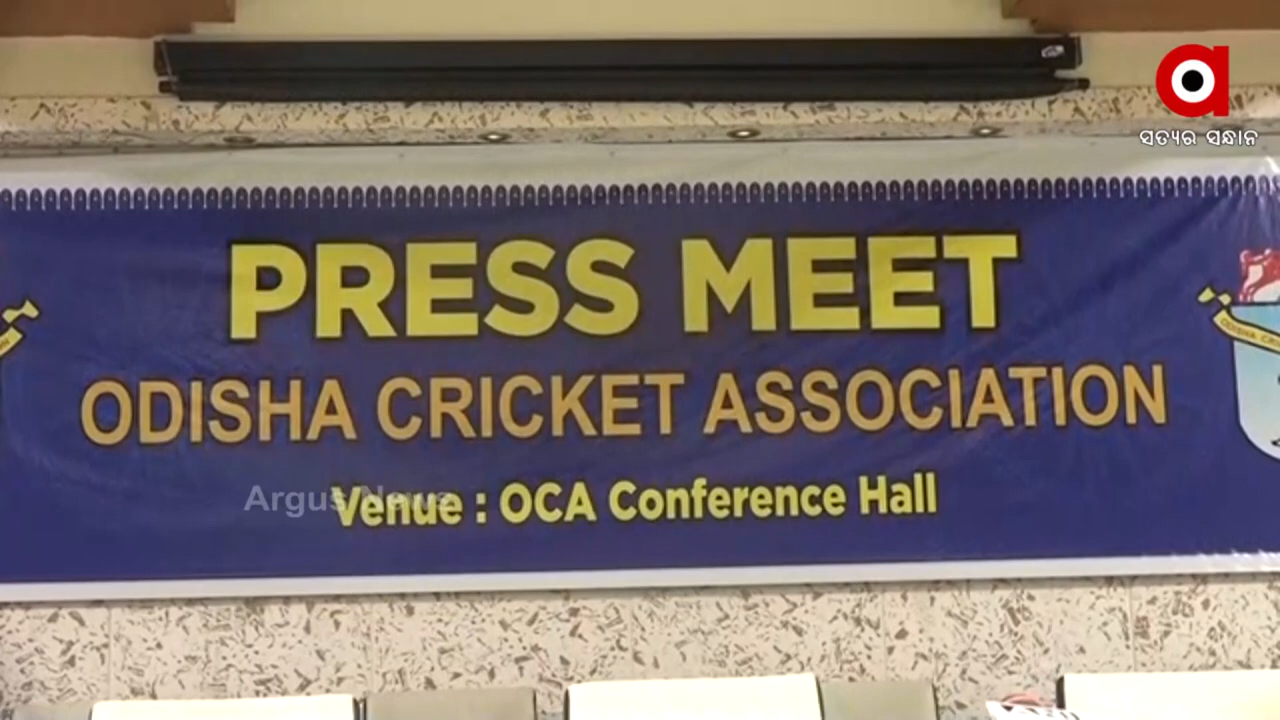 ସତ୍ୟର ସନ୍ଧାନ
PRESS MEET
ODISHA CRICKET ASSOCIATION
Venue : OCA Conference Hall
Argus News